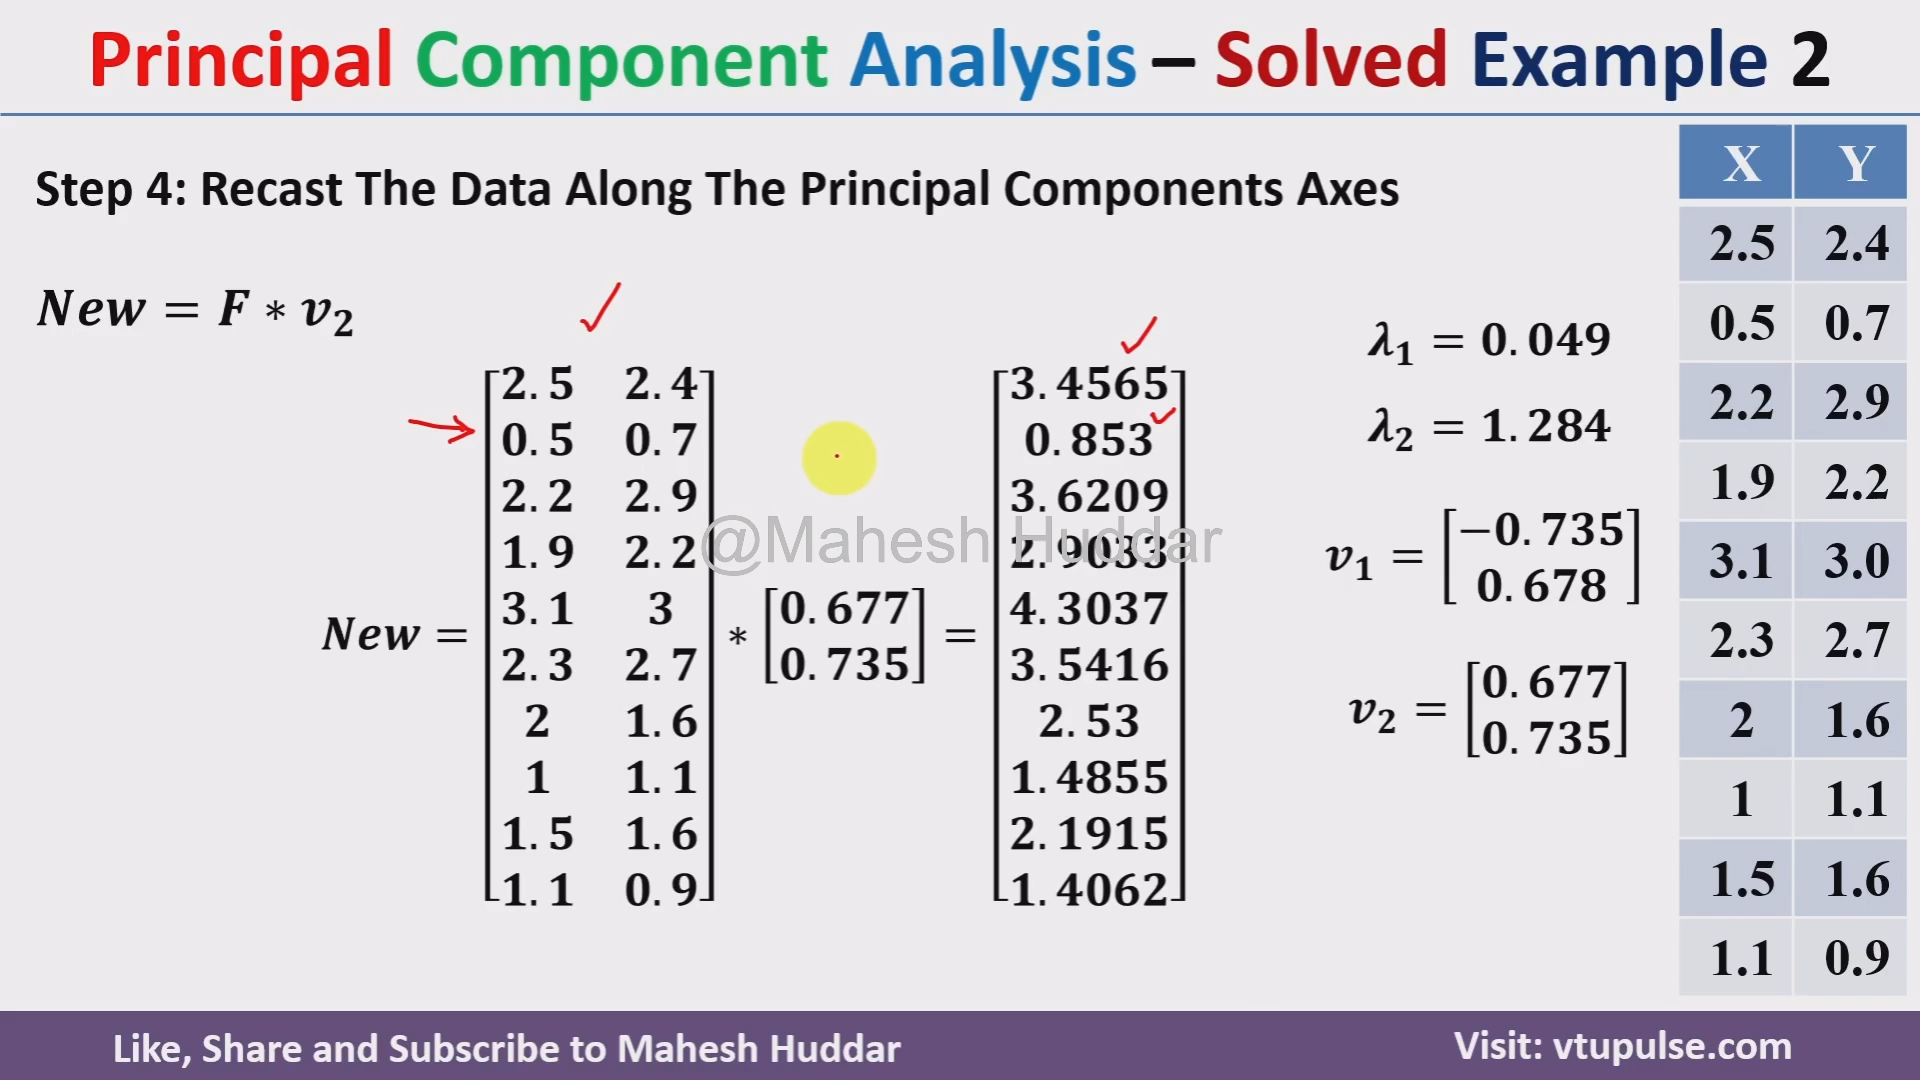 Principal Component Analysis – Solved Example 2
Step 4: Recast The Data Along The Principal Components Axes
New = F * v₂
New = [2.5 2.4
0.5 0.7
2.2 2.9
1.9 2.2
3.1 3
2.3 2.7
2 1.6
1 1.1
1.5 1.6
1.1 0.9]
* [0.677
0.735] =
[3.4565
0.853
3.6209
2.9033
4.3037
3.5416
2.53
1.4855
2.1915
1.4062]
λ₁ = 0.049
λ₂ = 1.284
v₁ = [−0.735
0.678]
v₂ = [0.677
0.735]
X Y
2.5 2.4
0.5 0.7
2.2 2.9
1.9 2.2
3.1 3.0
2.3 2.7
2 1.6
1 1.1
1.5 1.6
1.1 0.9
@Mahesh Huddar
Like, Share and Subscribe to Mahesh Huddar
Visit: vtupulse.com